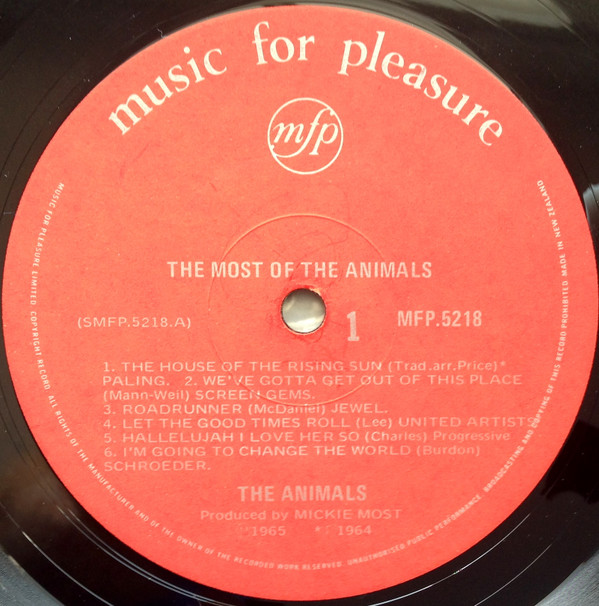 music for pleasure
mfp
THE MOST OF THE ANIMALS
(SMFP.5218.A)
1
MFP.5218
1. THE HOUSE OF THE RISING SUN (Trad.arr.Price)*
PALING. 2. WE'VE GOTTA GET OUT OF THIS PLACE
(Mann-Weil) SCREEN GEMS.
3. ROADRUNNER (McDaniel) JEWEL.
4. LET THE GOOD TIMES ROLL (Lee) UNITED ARTISTS
5. HALLELUJAH I LOVE HER SO (Charles) Progressive
6. I'M GOING TO CHANGE THE WORLD (Burdon)
SCHROEDER.
THE ANIMALS
Produced by MICKIE MOST
1965 * 1964
MUSIC FOR PLEASURE LIMITED. COPYRIGHT RECORD. ALL RIGHTS OF THE MANUFACTURER AND OF THE OWNER OF THE RECORDED WORK RESERVED. UNAUTHORISED PUBLIC PERFORMANCE, BROADCASTING AND COPYING OF THIS RECORD PROHIBITED. MADE IN NEW ZEALAND